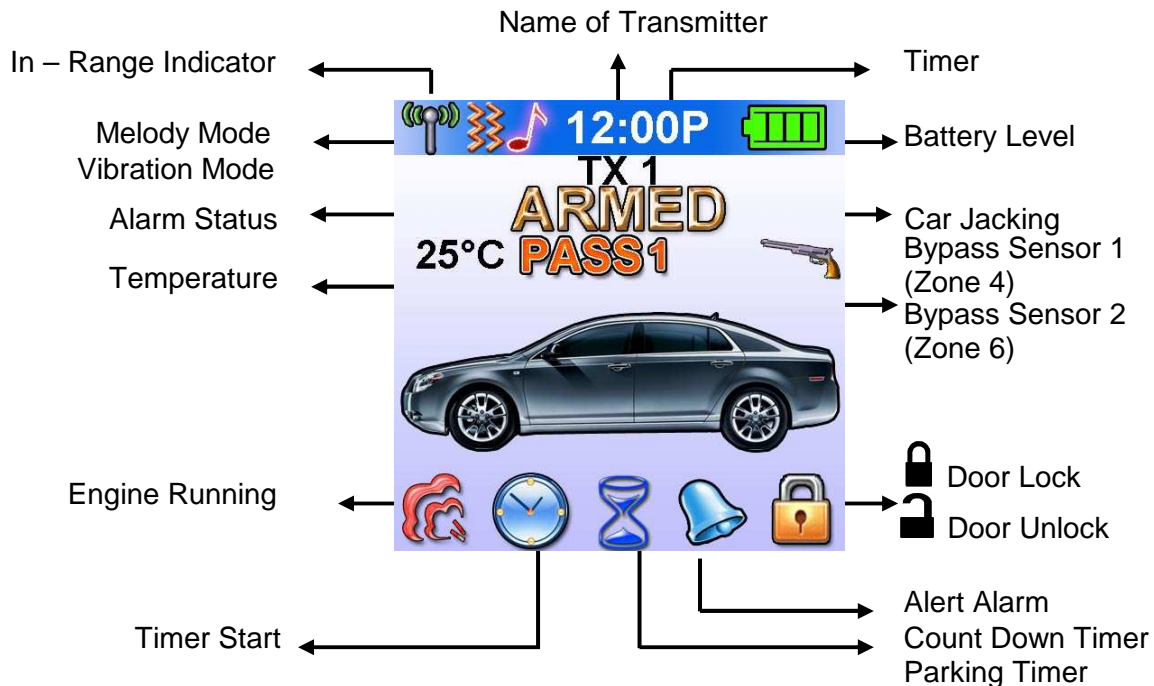 Name of Transmitter
In – Range Indicator
Timer
Melody Mode
Vibration Mode
12:00P
Battery Level
TX 1
Alarm Status
ARMED
Car Jacking
25°C PASS1
Bypass Sensor 1
(Zone 4)
Temperature
Bypass Sensor 2
(Zone 6)
Engine Running
Door Lock
Door Unlock
Timer Start
Alert Alarm
Count Down Timer
Parking Timer